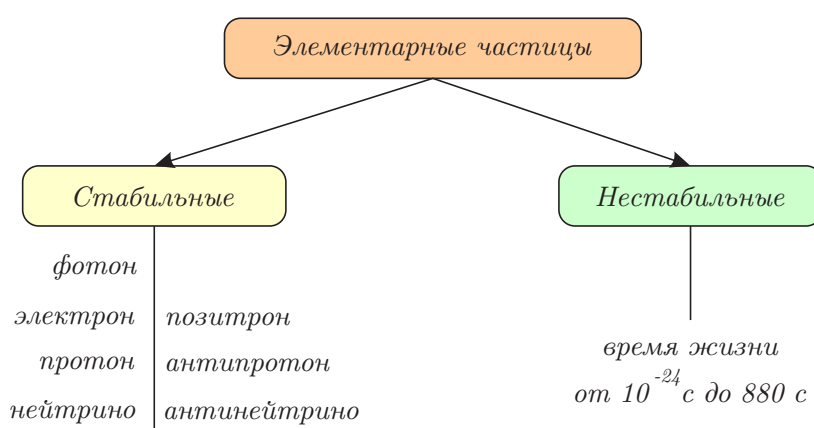 Элементарные частицы
Стабильные
Нестабильные
фотон
электрон позитрон
протон антипротон
нейтрино антинейтрино
время жизни
от 10⁻²⁴ с до 880 с